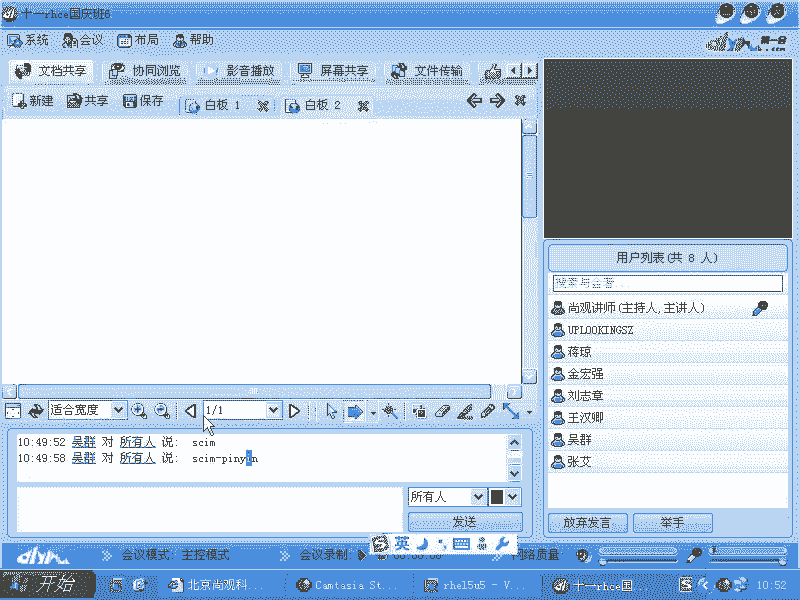 十一rhce国庆班6
系统 会议 布局 帮助
文档共享 协同浏览 影音播放 屏幕共享 文件传输
新建 共享 保存 白板 1 白板 2
用户列表(共 8 人)
尚观讲师(主持人,主讲人)
UPLOOKINGSZ
蒋琼
金宏强
刘志章
王汉卿
吴群
张艾
适合宽度 1/1
10:49:52 吴群 对 所有人 说: scim
10:49:58 吴群 对 所有人 说: scim-pinyin
所有人
发送
放弃发言 举手
英
会议模式: 主控模式 会议录制: 网络质量
开始 北京尚观科... Camtasia St... rhel5u5 - V... 十一rhce国... 10:52